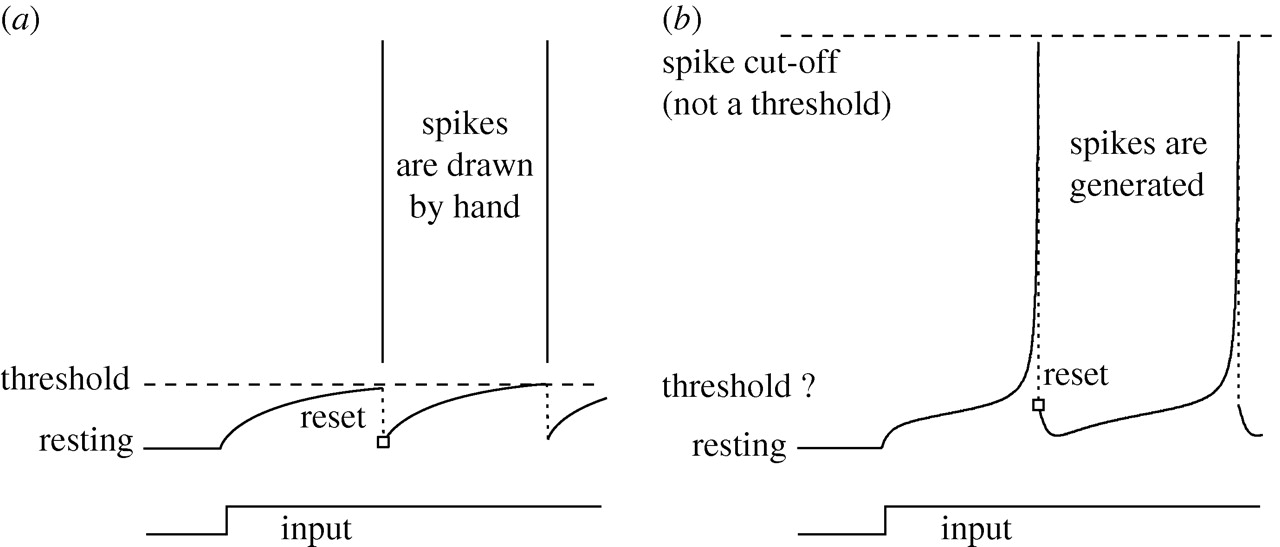 (a)
spikes
are drawn
by hand
threshold
reset
resting
input
(b)
spike cut-off
(not a threshold)
spikes are
generated
threshold ?
reset
resting
input